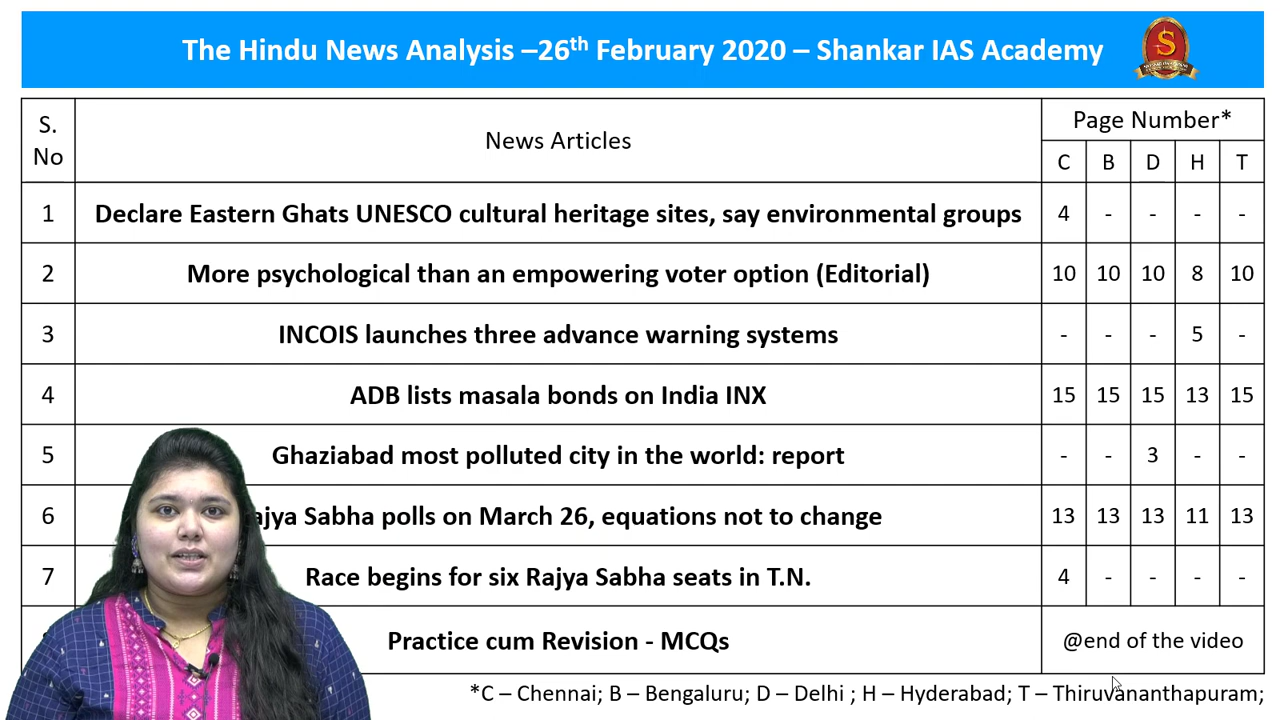 The Hindu News Analysis –26th February 2020 – Shankar IAS Academy
S
S. No
News Articles
Page Number*
C B D H T
1 Declare Eastern Ghats UNESCO cultural heritage sites, say environmental groups 4 - - - -
2 More psychological than an empowering voter option (Editorial) 10 10 10 8 10
3 INCOIS launches three advance warning systems - - - 5 -
4 ADB lists masala bonds on India INX 15 15 15 13 15
5 Ghaziabad most polluted city in the world: report - - 3 - -
6 ajya Sabha polls on March 26, equations not to change 13 13 13 11 13
7 Race begins for six Rajya Sabha seats in T.N. 4 - - - -
Practice cum Revision - MCQs @end of the video
*C – Chennai; B – Bengaluru; D – Delhi ; H – Hyderabad; T – Thiruvananthapuram;